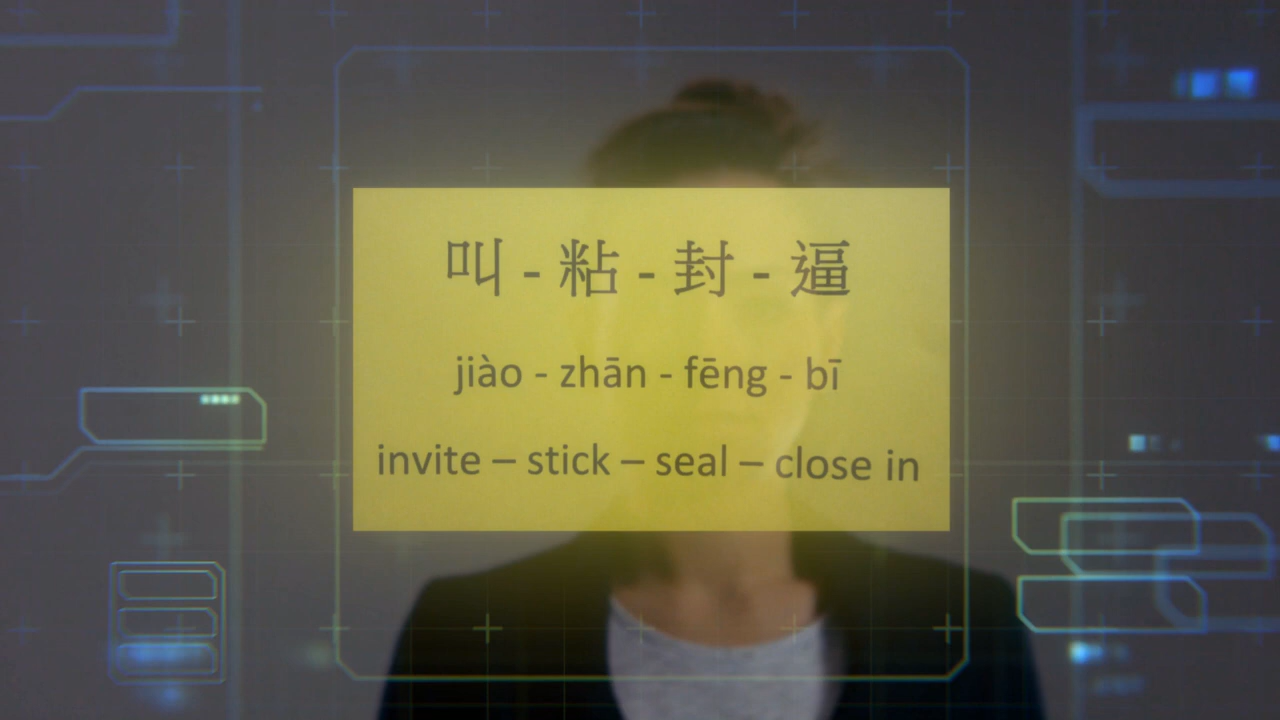 叫 - 粘 - 封 - 逼
jiào - zhān - fēng - bī
invite – stick – seal – close in